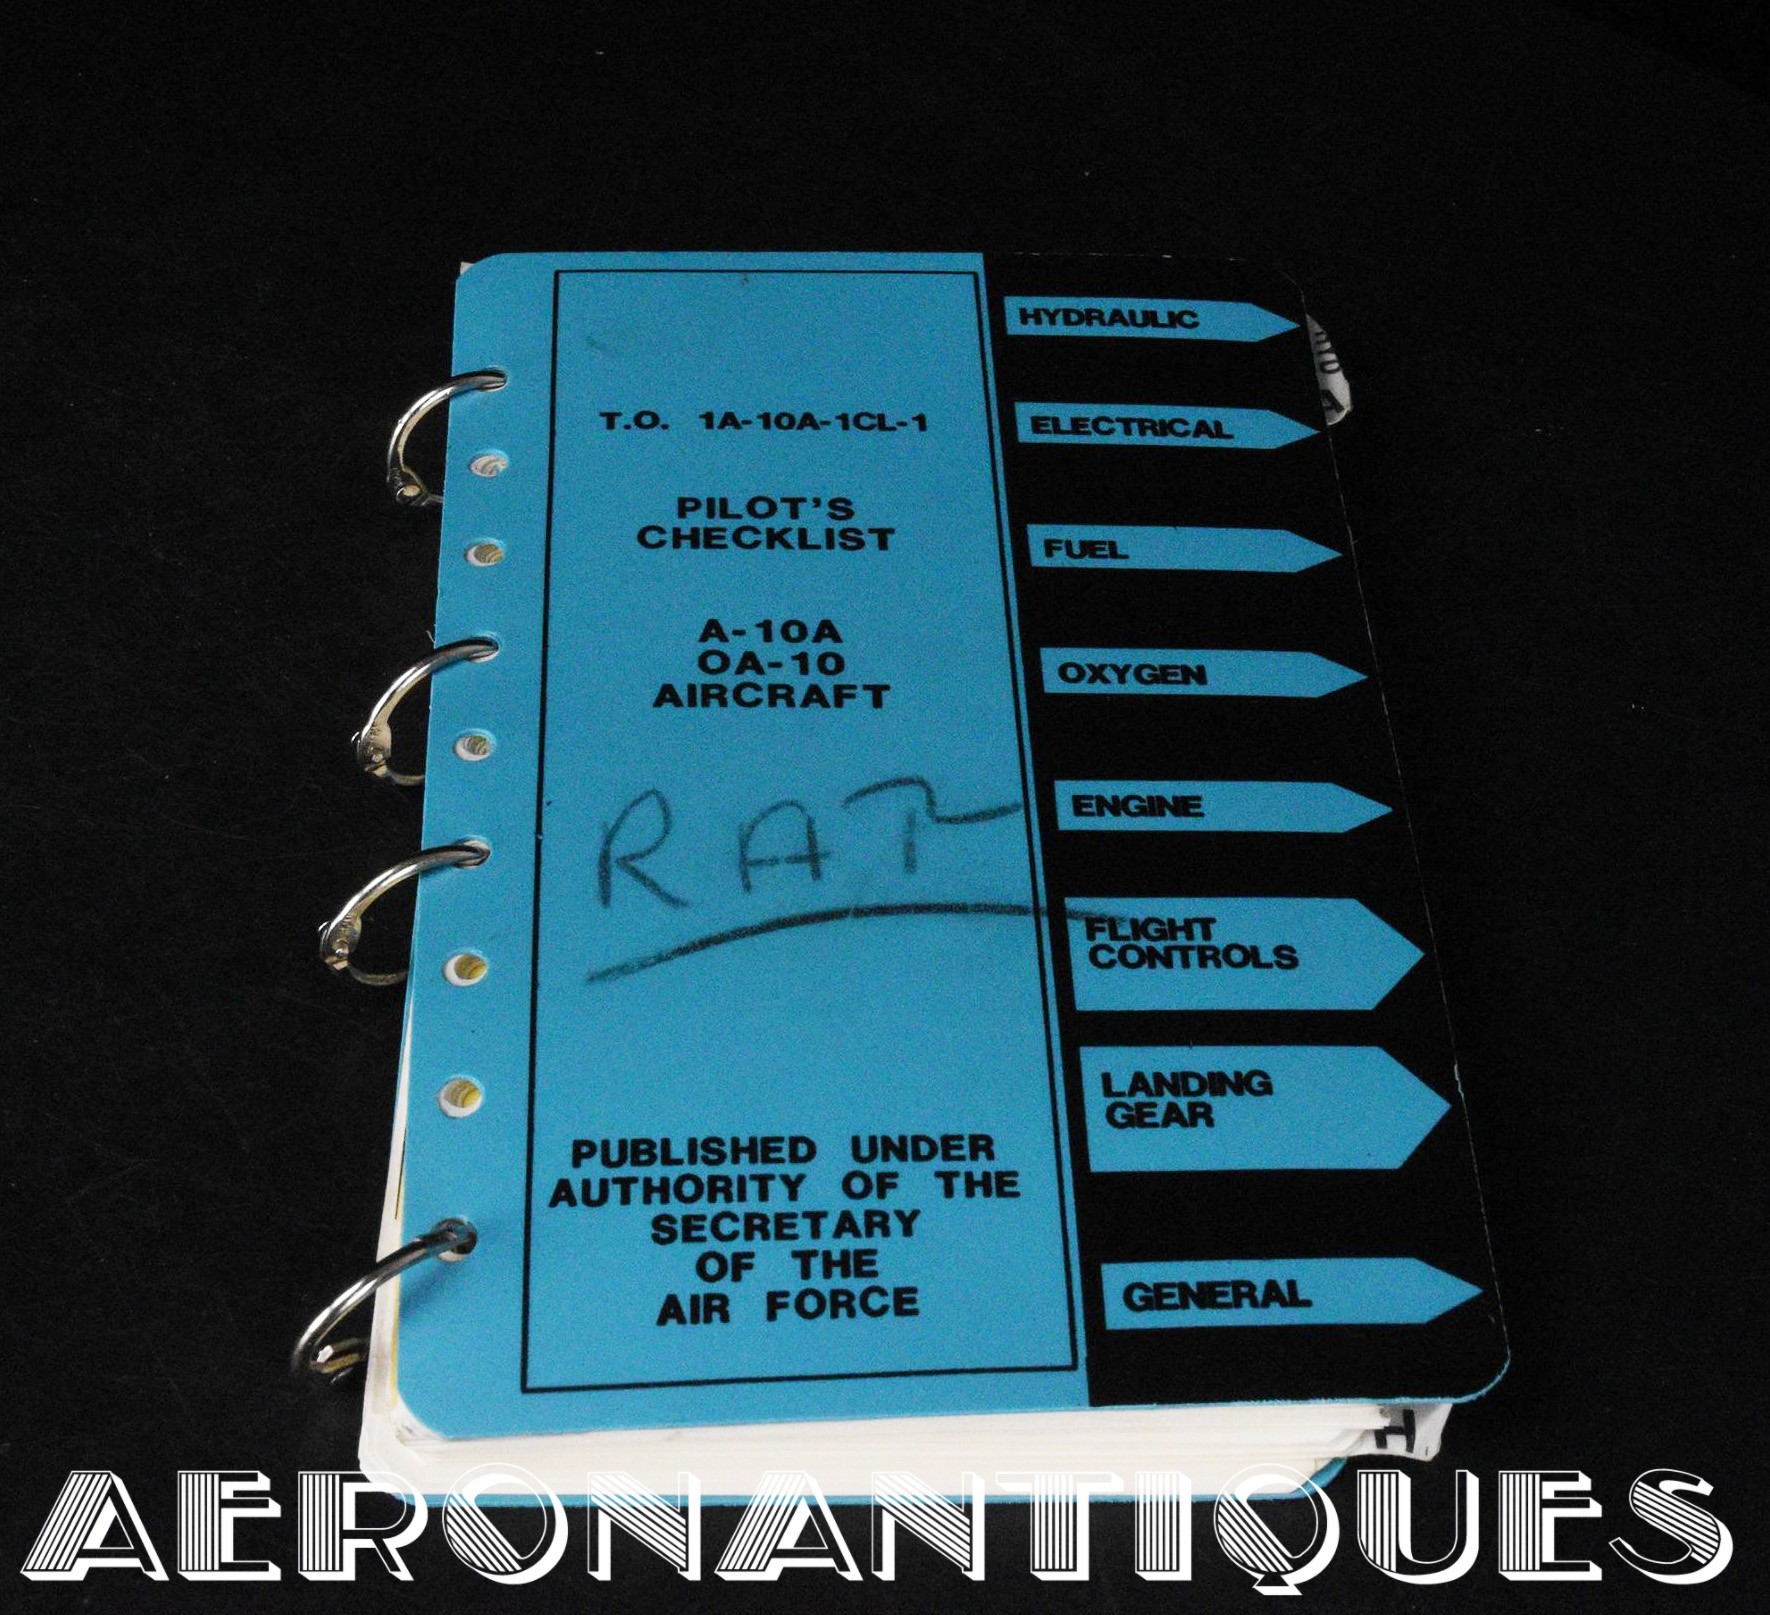 T.O. 1A-10A-1CL-1
PILOT'S
CHECKLIST
A-10A
OA-10
AIRCRAFT
RAT
PUBLISHED UNDER
AUTHORITY OF THE
SECRETARY
OF THE
AIR FORCE
HYDRAULIC
ELECTRICAL
FUEL
OXYGEN
ENGINE
FLIGHT
CONTROLS
LANDING
GEAR
GENERAL
AERONANTIQUES